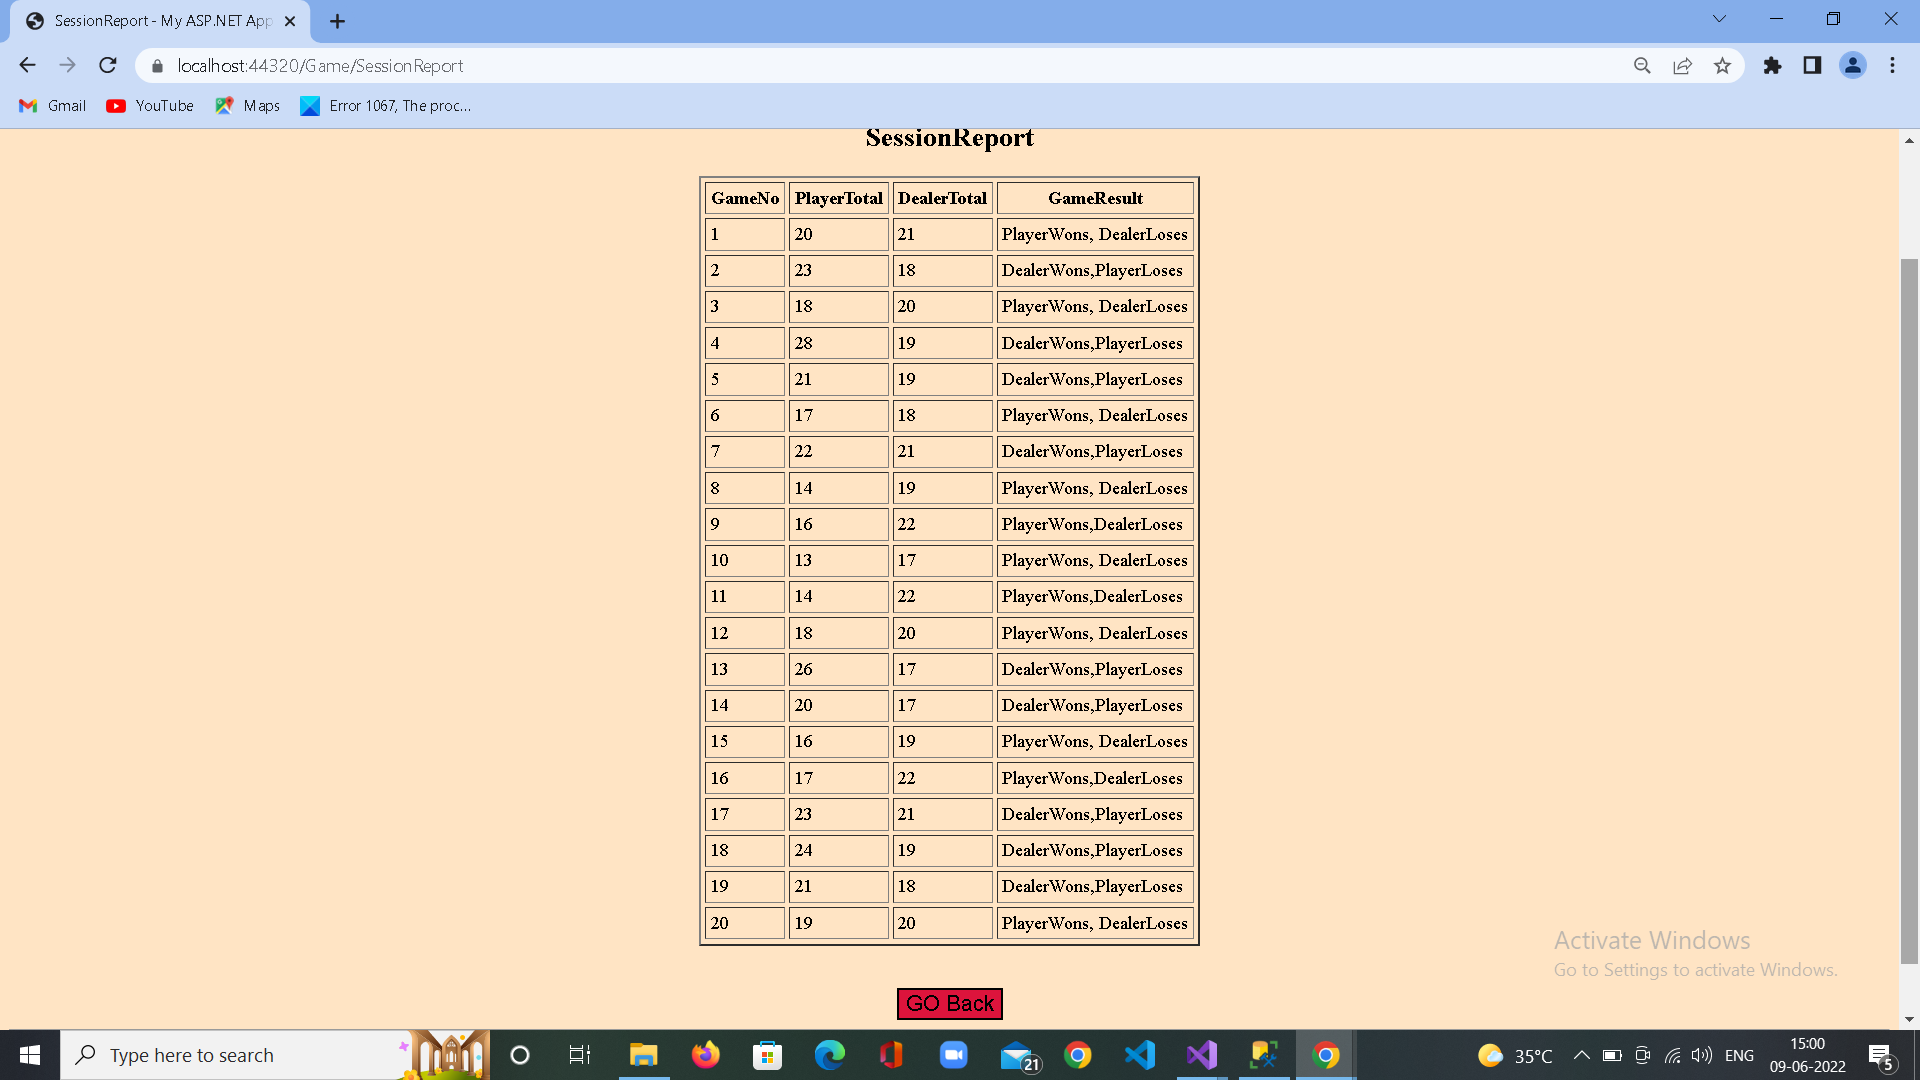 SessionReport - My ASP.NET App
localhost:44320/Game/SessionReport
Gmail YouTube Maps Error 1067, The proc...
SessionReport
GameNo PlayerTotal DealerTotal GameResult
1 20 21 PlayerWons, DealerLoses
2 23 18 DealerWons,PlayerLoses
3 18 20 PlayerWons, DealerLoses
4 28 19 DealerWons,PlayerLoses
5 21 19 DealerWons,PlayerLoses
6 17 18 PlayerWons, DealerLoses
7 22 21 DealerWons,PlayerLoses
8 14 19 PlayerWons, DealerLoses
9 16 22 PlayerWons,DealerLoses
10 13 17 PlayerWons, DealerLoses
11 14 22 PlayerWons,DealerLoses
12 18 20 PlayerWons, DealerLoses
13 26 17 DealerWons,PlayerLoses
14 20 17 DealerWons,PlayerLoses
15 16 19 PlayerWons, DealerLoses
16 17 22 PlayerWons,DealerLoses
17 23 21 DealerWons,PlayerLoses
18 24 19 DealerWons,PlayerLoses
19 21 18 DealerWons,PlayerLoses
20 19 20 PlayerWons, DealerLoses
Activate Windows
Go to Settings to activate Windows.
GO Back
Type here to search 21 35°C ENG 15:00 5
09-06-2022